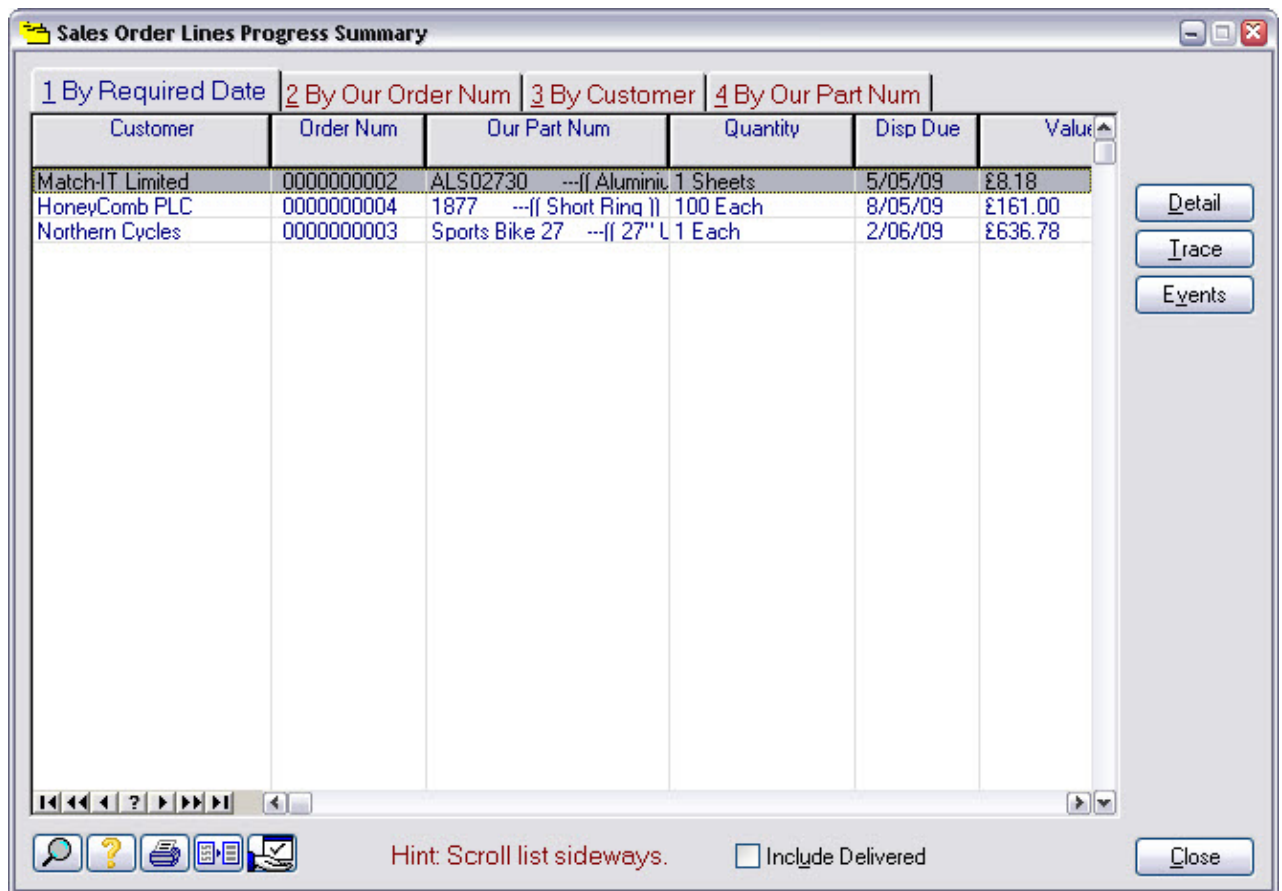 Sales Order Lines Progress Summary
1 By Required Date 2 By Our Order Num 3 By Customer 4 By Our Part Num
Customer Order Num Our Part Num Quantity Disp Due Value
Match-IT Limited 0000000002 ALS02730 ---(( Aluminiu 1 Sheets 5/05/09 £8.18
HoneyComb PLC 0000000004 1877 ---(( Short Ring )) 100 Each 8/05/09 £161.00
Northern Cycles 0000000003 Sports Bike 27 ---(( 27" L 1 Each 2/06/09 £636.78
Detail
Trace
Events
?
?
Hint: Scroll list sideways. Include Delivered Close